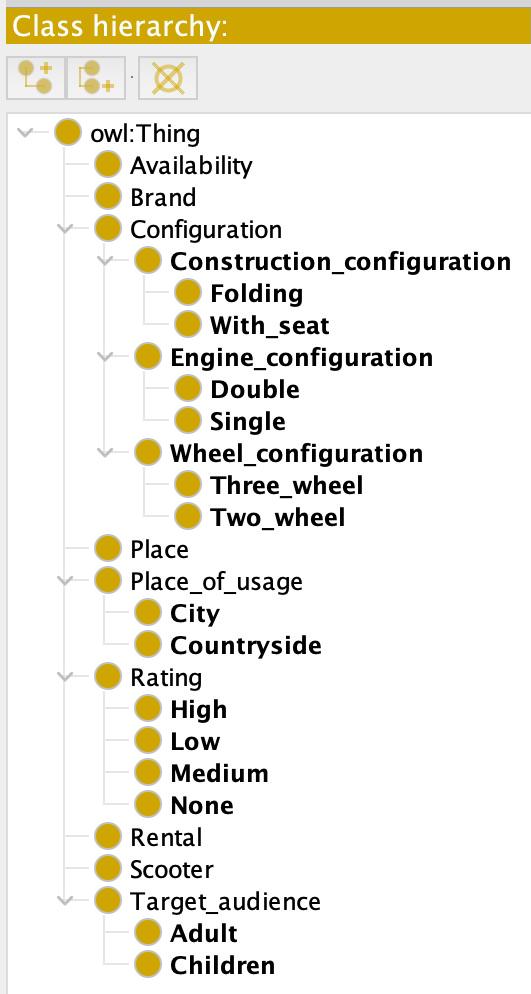 Class hierarchy:
owl:Thing
Availability
Brand
Configuration
Construction_configuration
Folding
With_seat
Engine_configuration
Double
Single
Wheel_configuration
Three_wheel
Two_wheel
Place
Place_of_usage
City
Countryside
Rating
High
Low
Medium
None
Rental
Scooter
Target_audience
Adult
Children